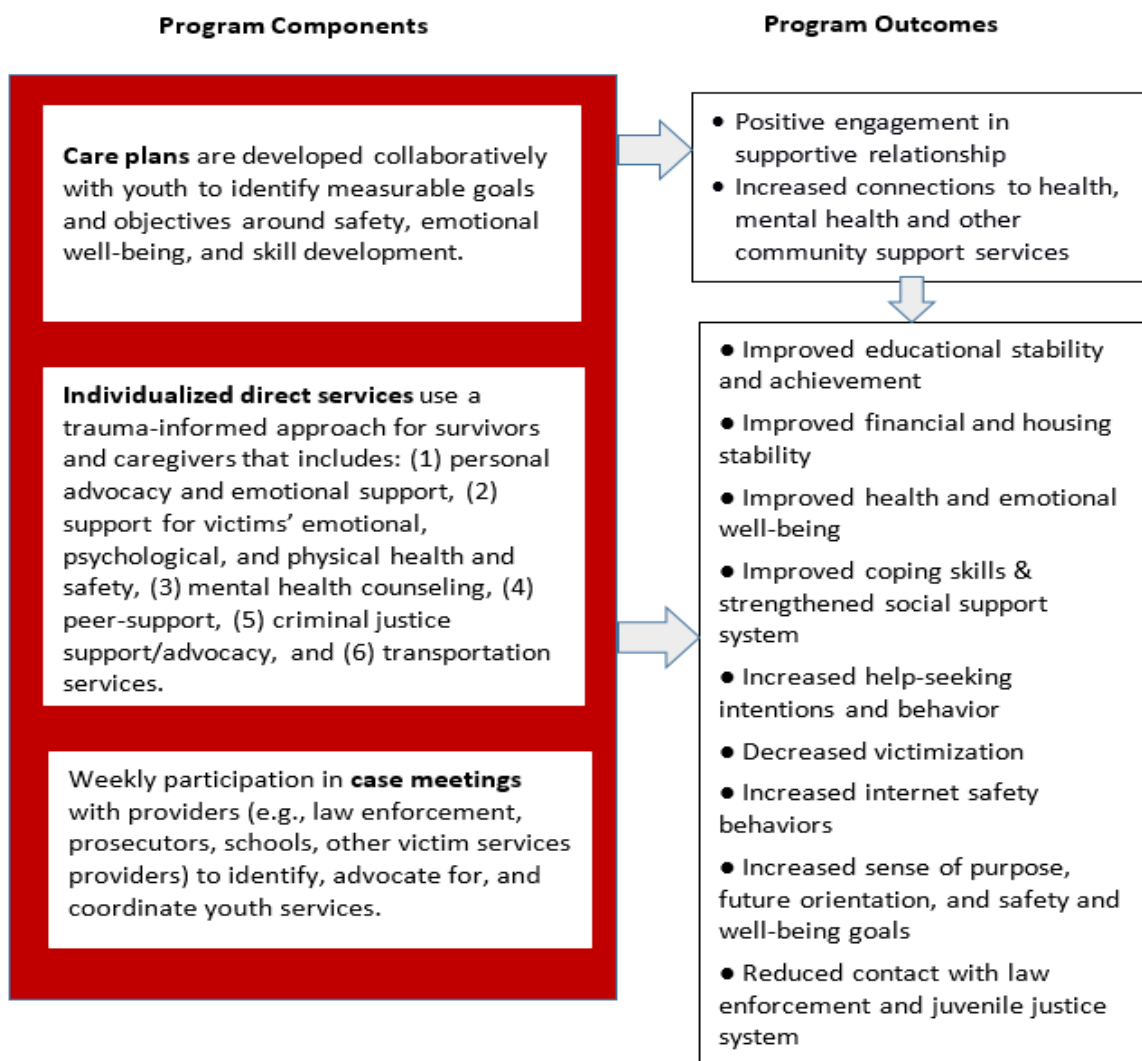 Program Components
Care plans are developed collaboratively
with youth to identify measurable goals
and objectives around safety, emotional
well-being, and skill development.
Individualized direct services use a
trauma-informed approach for survivors
and caregivers that includes: (1) personal
advocacy and emotional support, (2)
support for victims’ emotional,
psychological, and physical health and
safety, (3) mental health counseling, (4)
peer-support, (5) criminal justice
support/advocacy, and (6) transportation
services.
Weekly participation in case meetings
with providers (e.g., law enforcement,
prosecutors, schools, other victim services
providers) to identify, advocate for, and
coordinate youth services.
Program Outcomes
• Positive engagement in
supportive relationship
• Increased connections to health,
mental health and other
community support services
● Improved educational stability
and achievement
● Improved financial and housing
stability
● Improved health and emotional
well-being
● Improved coping skills &
strengthened social support
system
● Increased help-seeking
intentions and behavior
● Decreased victimization
● Increased internet safety
behaviors
● Increased sense of purpose,
future orientation, and safety and
well-being goals
● Reduced contact with law
enforcement and juvenile justice
system